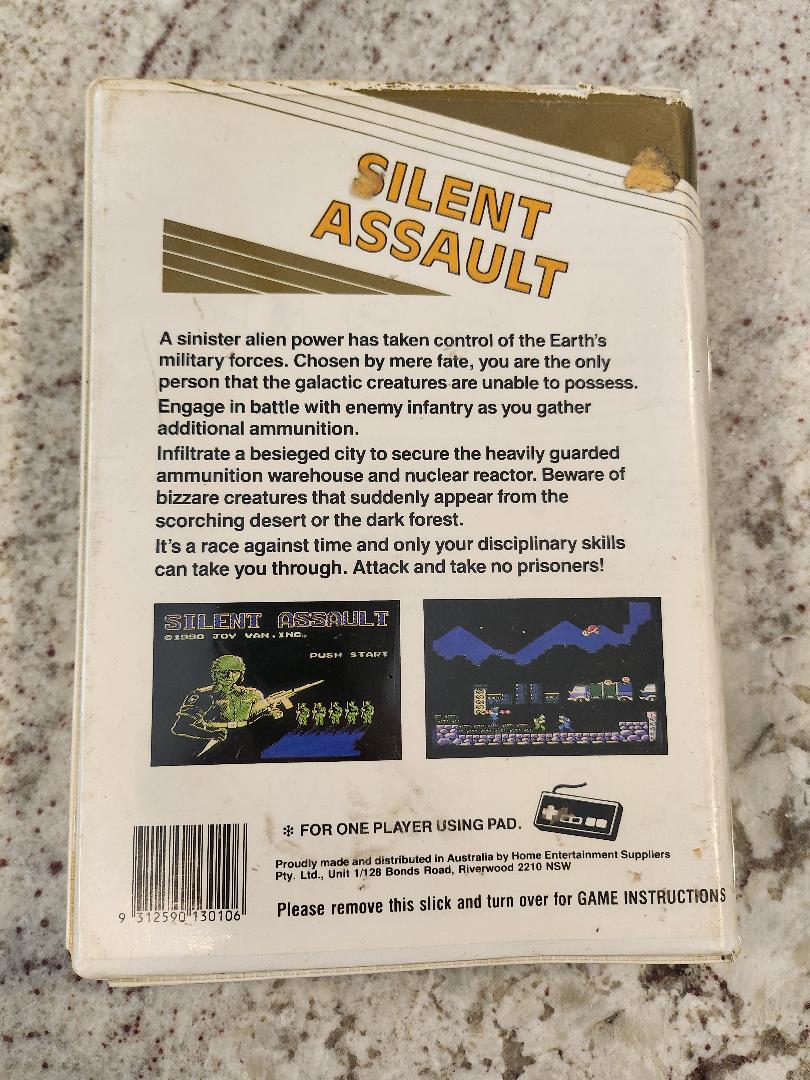 SILENT
ASSAULT
A sinister alien power has taken control of the Earth's
military forces. Chosen by mere fate, you are the only
person that the galactic creatures are unable to possess.
Engage in battle with enemy infantry as you gather
additional ammunition.
Infiltrate a besieged city to secure the heavily guarded
ammunition warehouse and nuclear reactor. Beware of
bizzare creatures that suddenly appear from the
scorching desert or the dark forest.
It's a race against time and only your disciplinary skills
can take you through. Attack and take no prisoners!
SILENT ASSAULT
©1990 JOY VAN, INC.
PUSH START
✻ FOR ONE PLAYER USING PAD.
Proudly made and distributed in Australia by Home Entertainment Suppliers
Pty. Ltd., Unit 1/128 Bonds Road, Riverwood 2210 NSW
9 312590 130106
Please remove this slick and turn over for GAME INSTRUCTIONS